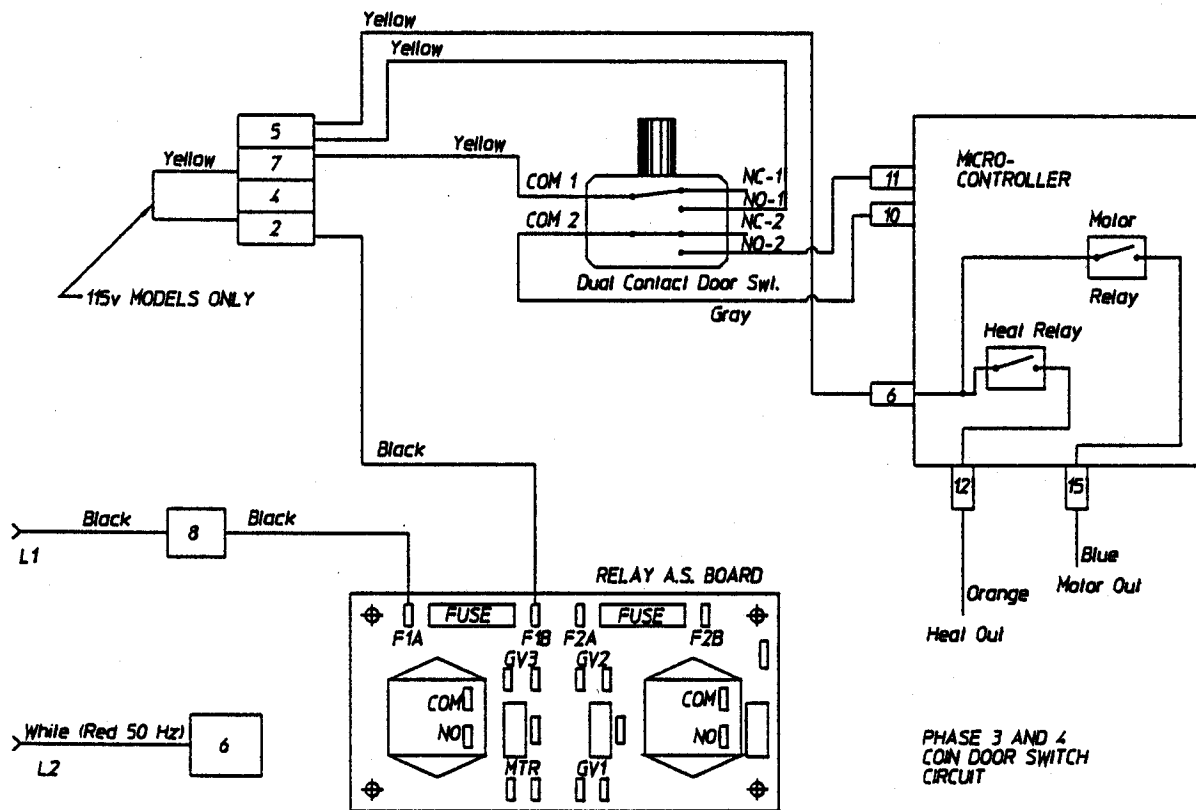 Yellow
Yellow
5
7
4
2
Yellow
Yellow
115v MODELS ONLY
COM 1
COM 2
NC-1
NO-1
NC-2
NO-2
Dual Contact Door Swt.
Gray
11
10
6
MICRO-
CONTROLLER
Motor
Relay
Heat Relay
12
15
Blue
Motor Out
Orange
Heat Out
Black
Black
8
Black
L1
RELAY A.S. BOARD
FUSE
FUSE
F1A
F1B
F2A
F2B
GV3
GV2
COM
NO
COM
NO
MTR
GV1
White (Red 50 Hz)
6
L2
PHASE 3 AND 4
COIN DOOR SWITCH
CIRCUIT